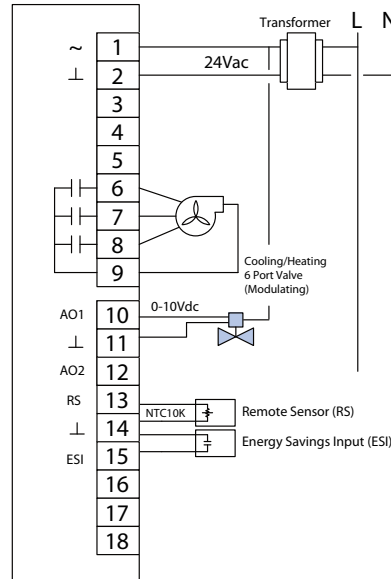 Transformer L N
~ 1
⊥ 2 24Vac
3
4
5
6
7
8
9
Cooling/Heating
6 Port Valve
(Modulating)
AO1 10 0-10Vdc
⊥ 11
AO2 12
RS 13 NTC10K Remote Sensor (RS)
⊥ 14
ESI 15 Energy Savings Input (ESI)
16
17
18